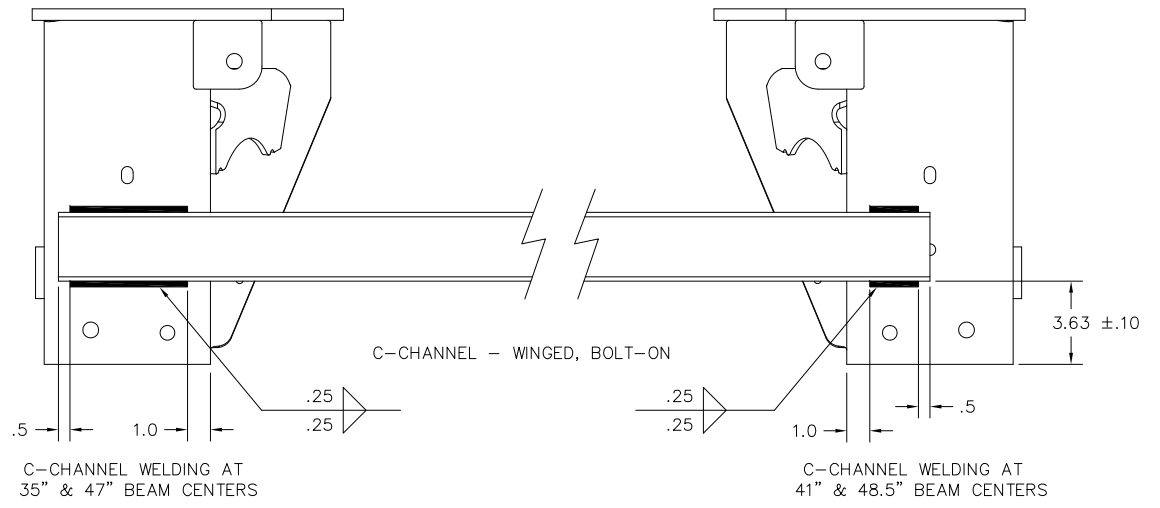 3.63 ±.10
C-CHANNEL - WINGED, BOLT-ON
.25
.25
.25
.25
.5
1.0
1.0
.5
C-CHANNEL WELDING AT
35" & 47" BEAM CENTERS
C-CHANNEL WELDING AT
41" & 48.5" BEAM CENTERS